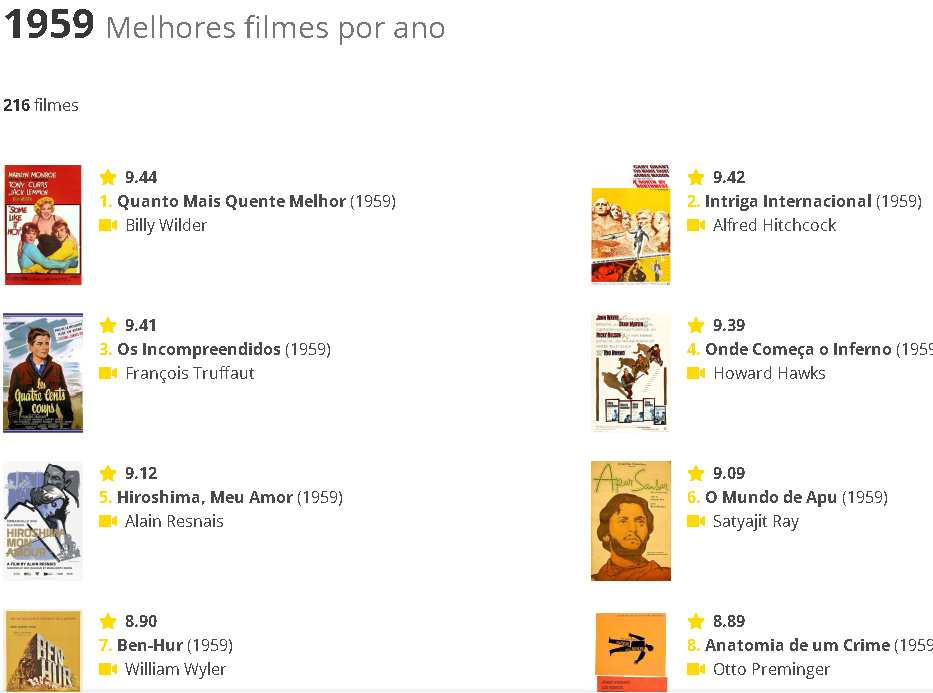 1959 Melhores filmes por ano
216 filmes
MARILYN MONROE
TONY CURTIS
JACK LEMMON
SOME
LIKE IT
HOT
9.44
1. Quanto Mais Quente Melhor (1959)
Billy Wilder
CARY GRANT
9.42
2. Intriga Internacional (1959)
Alfred Hitchcock
les
Quatre Cents
coups
9.41
3. Os Incompreendidos (1959)
François Truffaut
JOHN WAYNE
DEAN MARTIN
RICKY NELSON
RIO BRAVO
9.39
4. Onde Começa o Inferno (1959
Howard Hawks
HIROSHIMA
MON
AMOUR
A FILM BY ALAIN RESNAIS
9.12
5. Hiroshima, Meu Amor (1959)
Alain Resnais
Apur Sansar
9.09
6. O Mundo de Apu (1959)
Satyajit Ray
BEN-
HUR
8.90
7. Ben-Hur (1959)
William Wyler
8.89
8. Anatomia de um Crime (1959
Otto Preminger